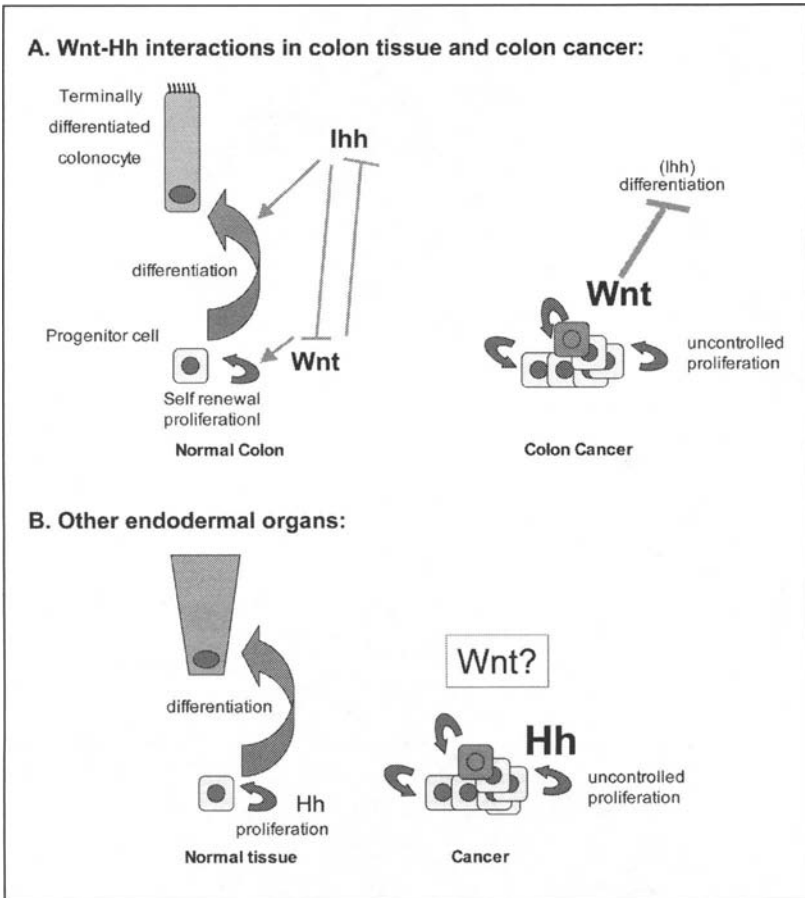 A. Wnt-Hh interactions in colon tissue and colon cancer:
Terminally
differentiated
colonocyte
Ihh
differentiation
Progenitor cell
Wnt
Self renewal
proliferationl
Normal Colon
(Ihh)
differentiation
Wnt
uncontrolled
proliferation
Colon Cancer
B. Other endodermal organs:
differentiation
Hh
proliferation
Normal tissue
Wnt?
Hh
uncontrolled
proliferation
Cancer